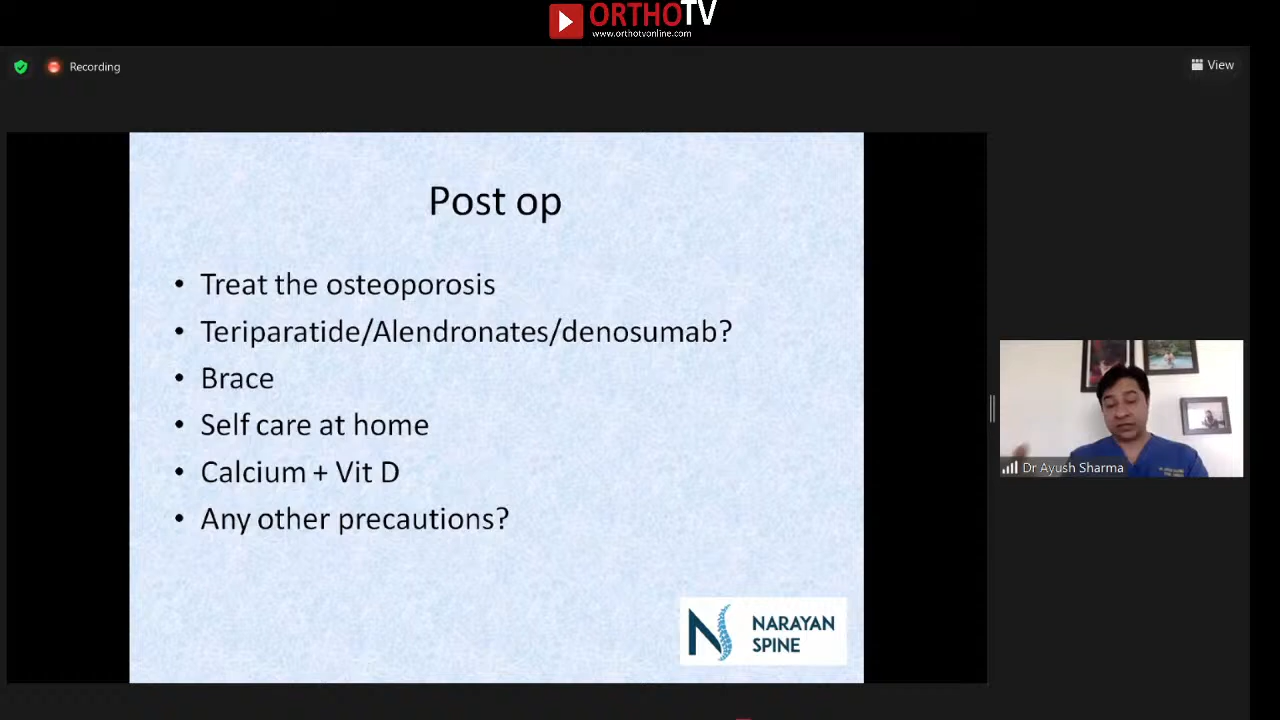 ORTHOTV
www.orthotvonline.com
Recording
View
Post op
• Treat the osteoporosis
• Teriparatide/Alendronates/denosumab?
• Brace
• Self care at home
• Calcium + Vit D
• Any other precautions?
Dr Ayush Sharma
N NARAYAN
SPINE